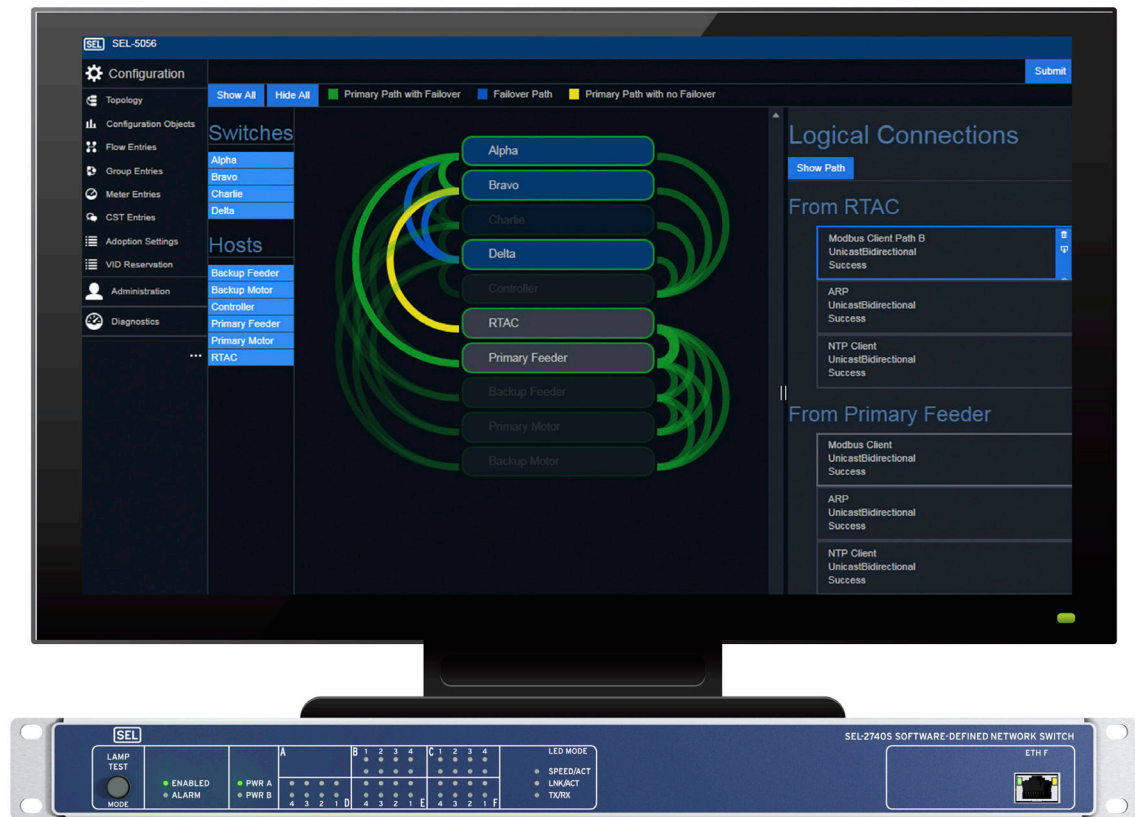 SEL SEL-5056
Configuration
Submit
Topology
Configuration Objects
Flow Entries
Group Entries
Meter Entries
CST Entries
Adoption Settings
VID Reservation
Administration
Diagnostics
...
Show All Hide All Primary Path with Failover Failover Path Primary Path with no Failover
Switches
Alpha
Bravo
Charlie
Delta
Hosts
Backup Feeder
Backup Motor
Controller
Primary Feeder
Primary Motor
RTAC
Alpha
Bravo
Charlie
Delta
Controller
RTAC
Primary Feeder
Backup Feeder
Primary Motor
Backup Motor
Logical Connections
Show Path
From RTAC
Modbus Client Path B
UnicastBidirectional
Success
ARP
UnicastBidirectional
Success
NTP Client
UnicastBidirectional
Success
From Primary Feeder
Modbus Client
UnicastBidirectional
Success
ARP
UnicastBidirectional
Success
NTP Client
UnicastBidirectional
Success
SEL
SEL-2740S SOFTWARE-DEFINED NETWORK SWITCH
LAMP
TEST
MODE
ENABLED
ALARM
PWR A
PWR B
A B 1 2 3 4 C 1 2 3 4
4 3 2 1 D 4 3 2 1 E 4 3 2 1 F
LED MODE
SPEED/ACT
LNK/ACT
TX/RX
ETH F